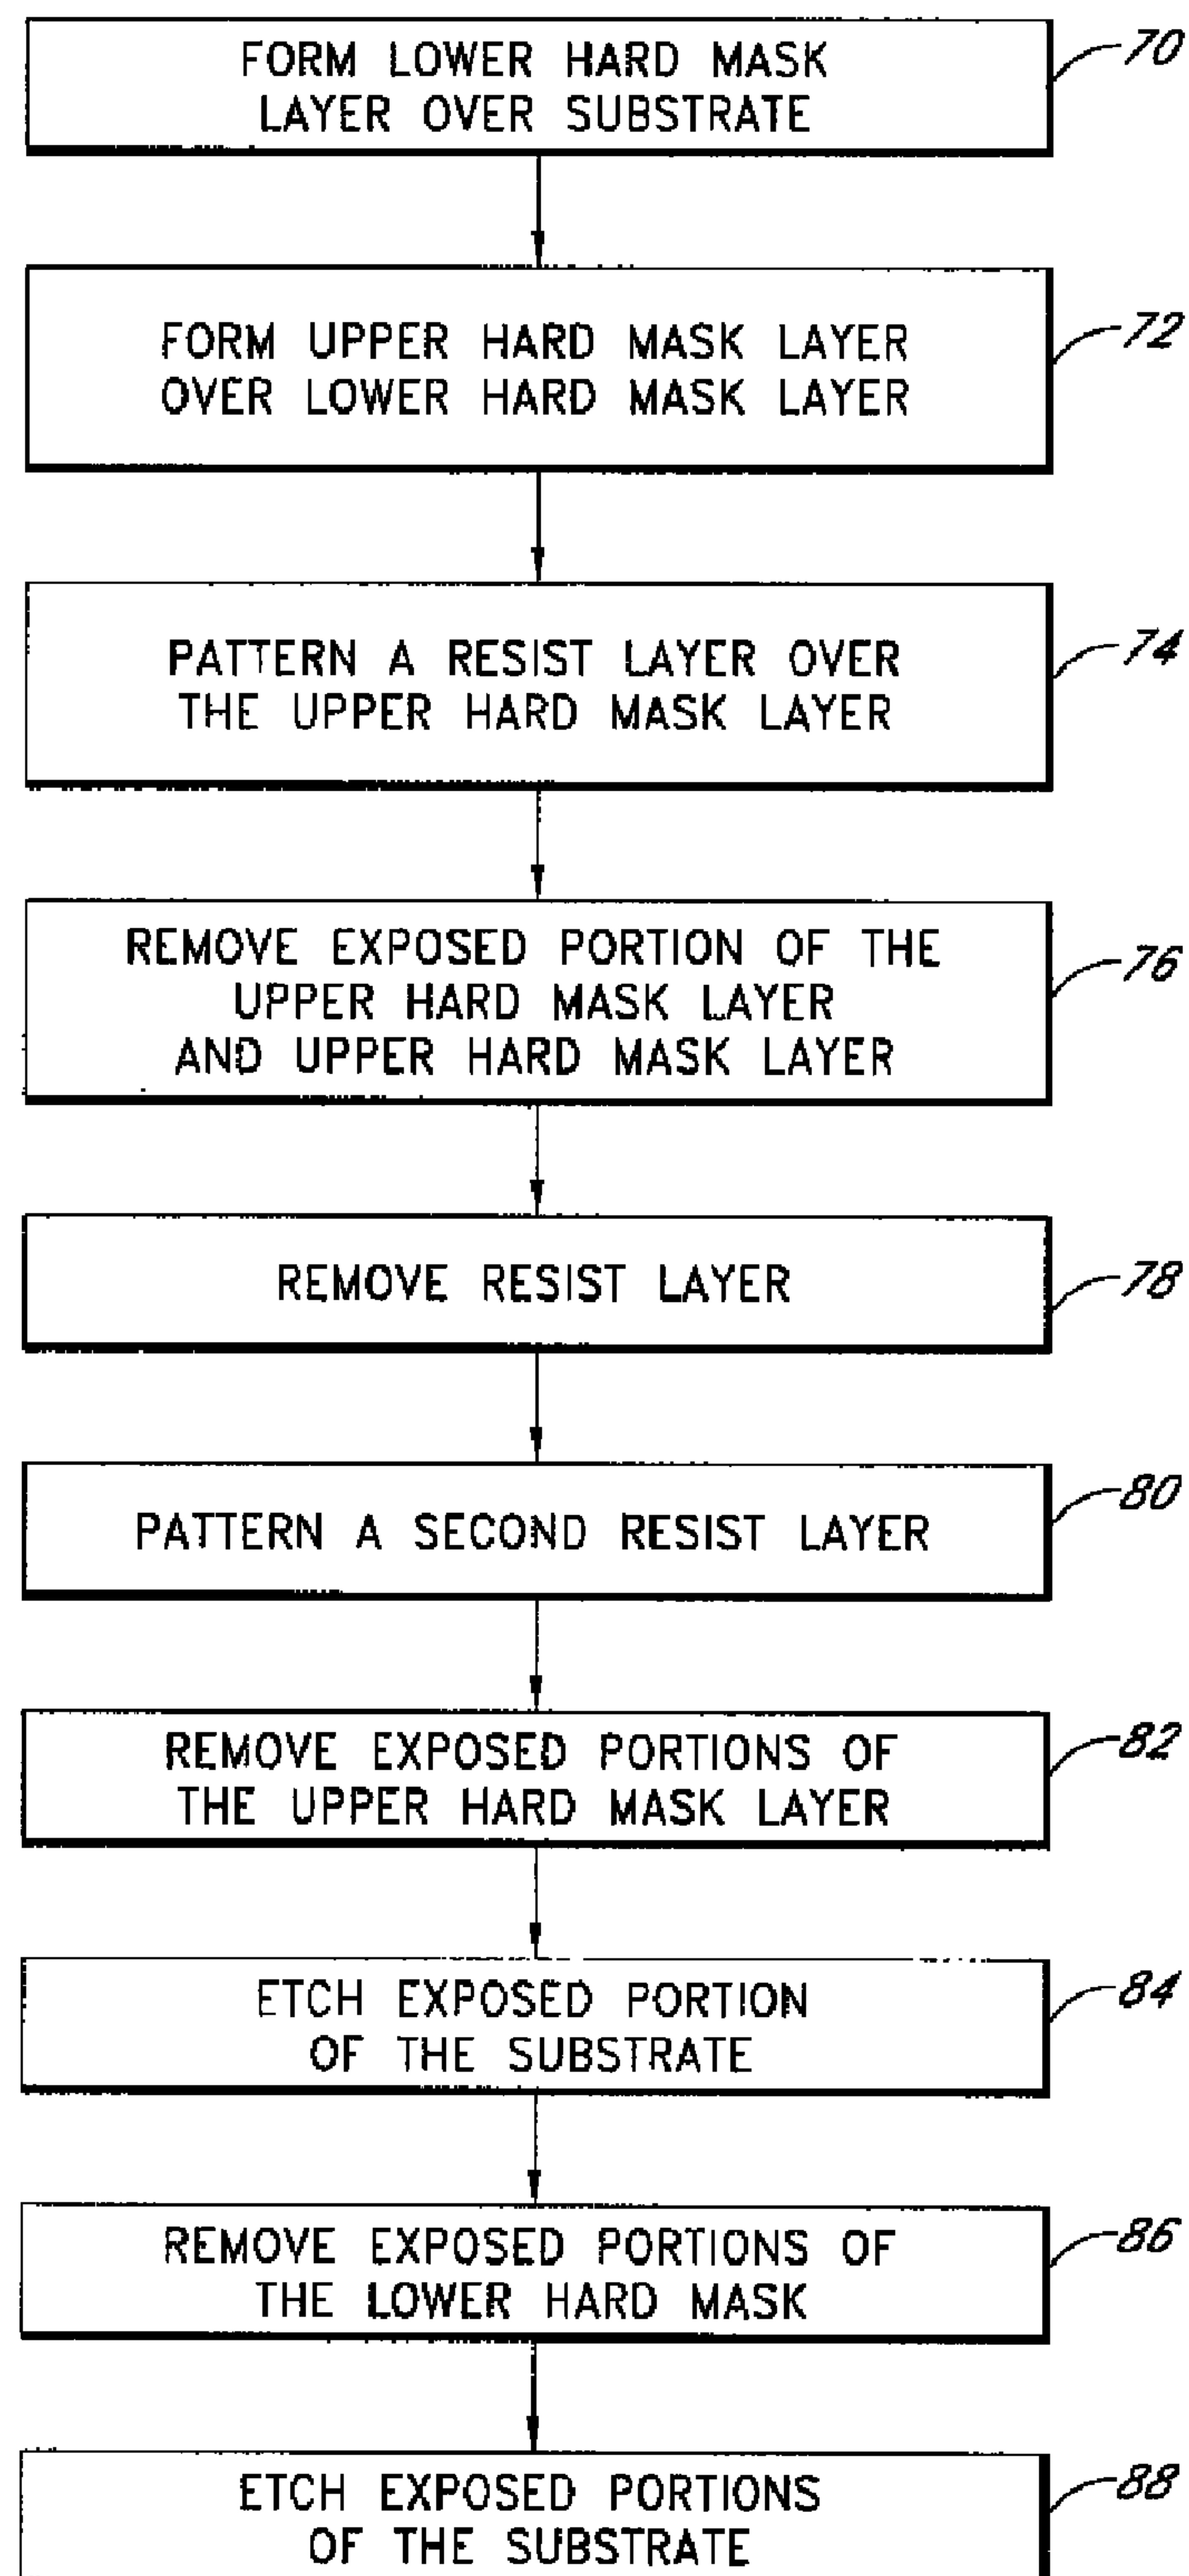 FORM LOWER HARD MASK
LAYER OVER SUBSTRATE
70
FORM UPPER HARD MASK LAYER
OVER LOWER HARD MASK LAYER
72
PATTERN A RESIST LAYER OVER
THE UPPER HARD MASK LAYER
74
REMOVE EXPOSED PORTION OF THE
UPPER HARD MASK LAYER
AND UPPER HARD MASK LAYER
76
REMOVE RESIST LAYER
78
PATTERN A SECOND RESIST LAYER
80
REMOVE EXPOSED PORTIONS OF
THE UPPER HARD MASK LAYER
82
ETCH EXPOSED PORTION
OF THE SUBSTRATE
84
REMOVE EXPOSED PORTIONS OF
THE LOWER HARD MASK
86
ETCH EXPOSED PORTIONS
OF THE SUBSTRATE
88